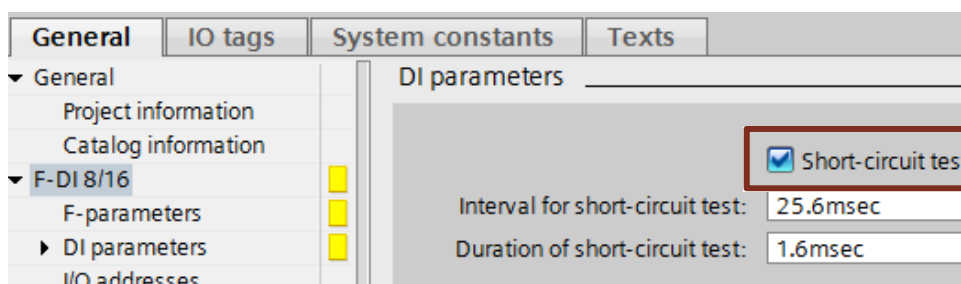 General IO tags System constants Texts
General
Project information
Catalog information
F-DI 8/16
F-parameters
DI parameters
I/O addresses
DI parameters
Short-circuit tes
Interval for short-circuit test: 25.6msec
Duration of short-circuit test: 1.6msec